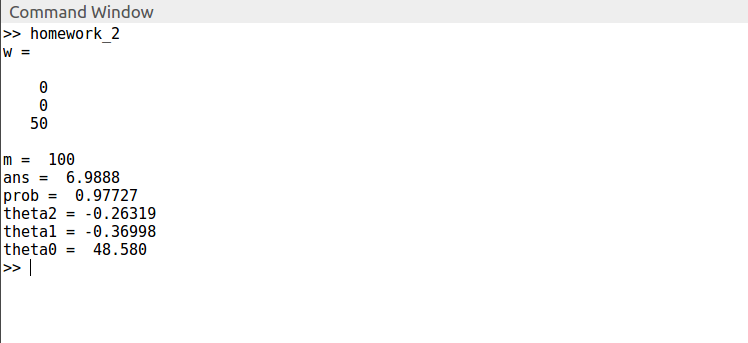 Command Window
>> homework_2
w =
0
0
50
m =  100
ans =  6.9888
prob =  0.97727
theta2 = -0.26319
theta1 = -0.36998
theta0 =  48.580
>>